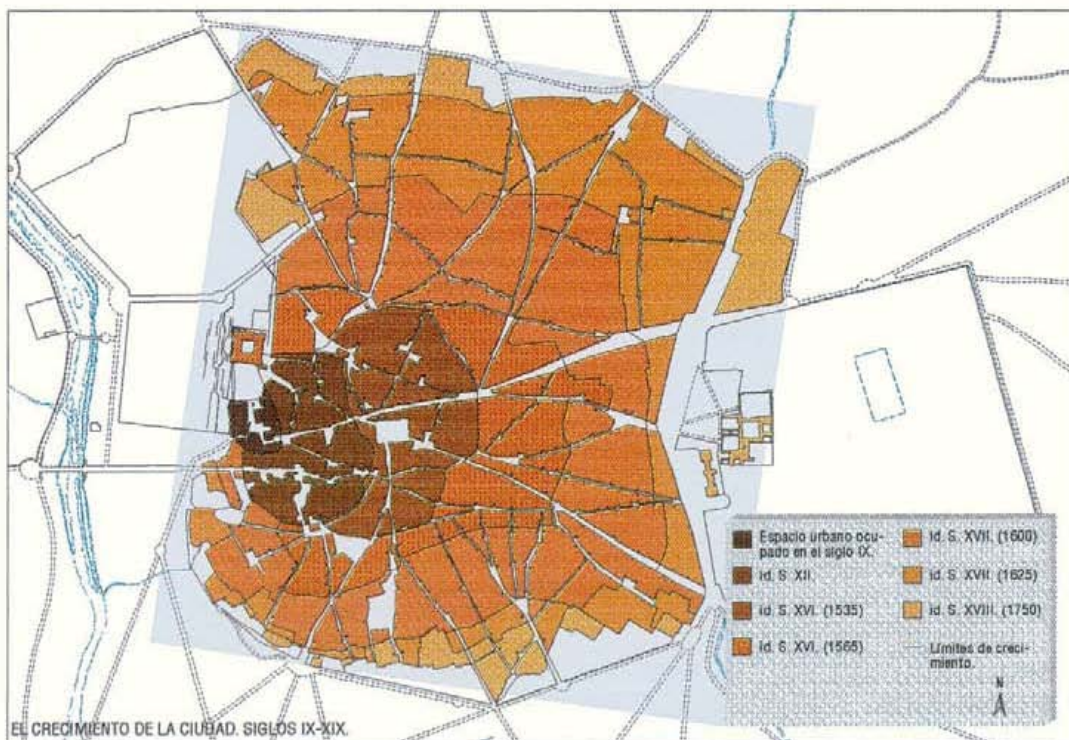 Espacio urbano ocu-
pado en el siglo IX.
Id. S. XII.
Id. S. XVI. (1535)
Id. S. XVI. (1565)
Id. S. XVII. (1600)
Id. S. XVII. (1625)
Id. S. XVIII. (1750)
Límites de creci-
miento.
N
EL CRECIMIENTO DE LA CIUDAD. SIGLOS IX-XIX.